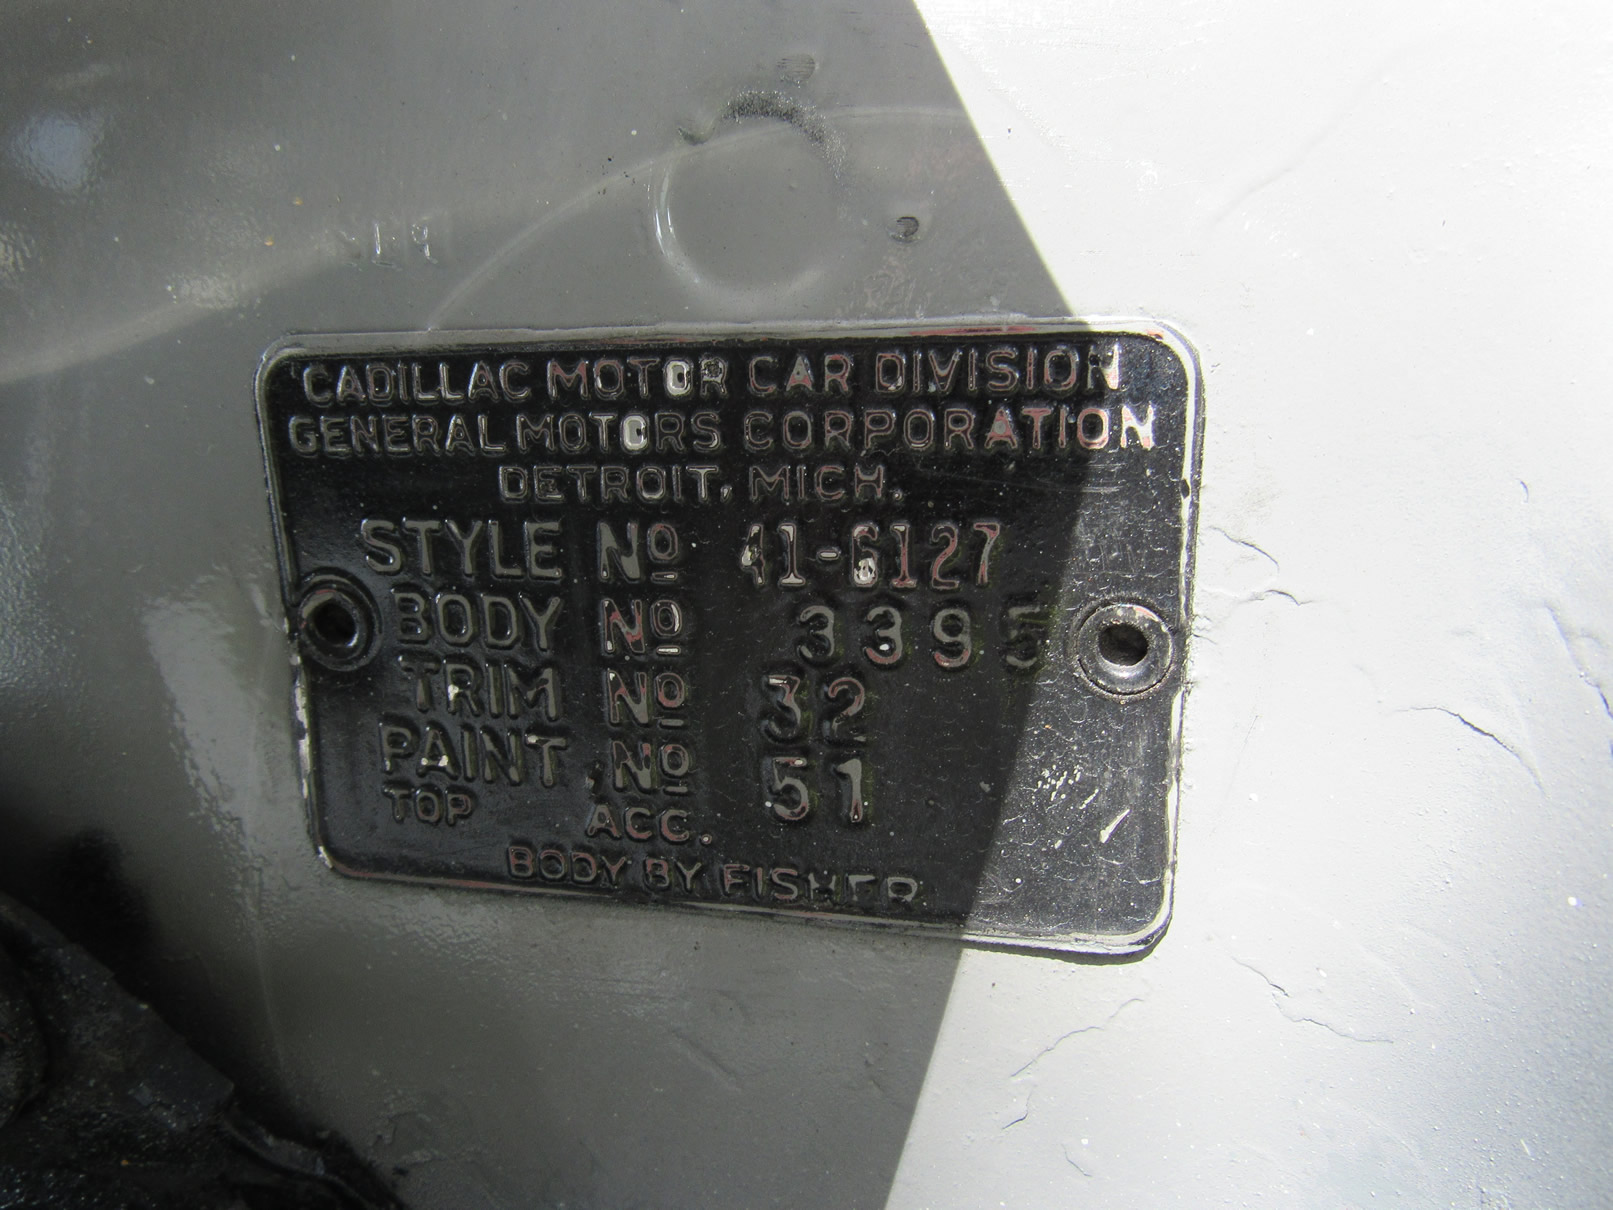 19
CADILLAC MOTOR CAR DIVISION
GENERAL MOTORS CORPORATION
DETROIT, MICH.
STYLE Nº 41-6127
BODY Nº 3395
TRIM Nº 32
PAINT Nº 51
TOP ACC.
BODY BY FISHER